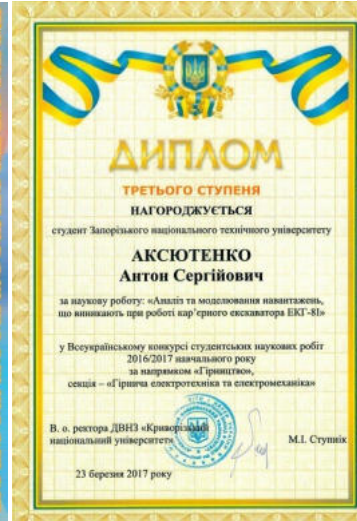 ДИПЛОМ
ТРЕТЬОГО СТУПЕНЯ
НАГОРОДЖУЄТЬСЯ
студент Запорізького національного технічного університету
АКСЮТЕНКО
Антон Сергійович
за наукову роботу: «Аналіз та моделювання навантажень,
що виникають при роботі кар'єрного екскаватора ЕКГ-8І»
у Всеукраїнському конкурсі студентських наукових робіт
2016/2017 навчального року
за напрямком «Гірництво»,
секція – «Гірнича електротехніка та електромеханіка»
В. о. ректора ДВНЗ «Криворізький
національний університет»
М.І. Ступнік
23 березня 2017 року